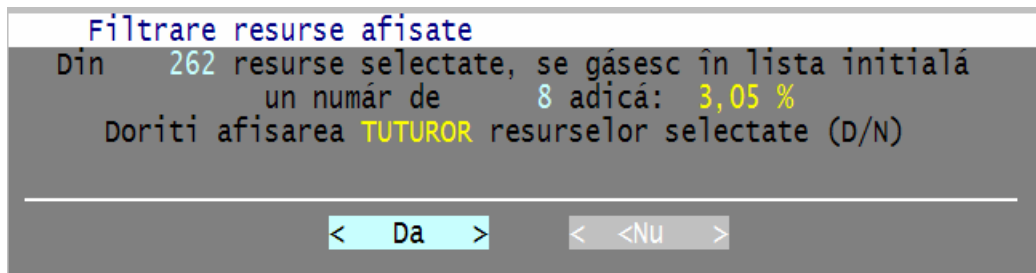 Filtrare resurse afisate
Din 262 resurse selectate, se gásesc în lista initialá
un numár de 8 adicá: 3,05 %
Doriti afisarea TUTUROR resurselor selectate (D/N)
< Da > < <Nu >